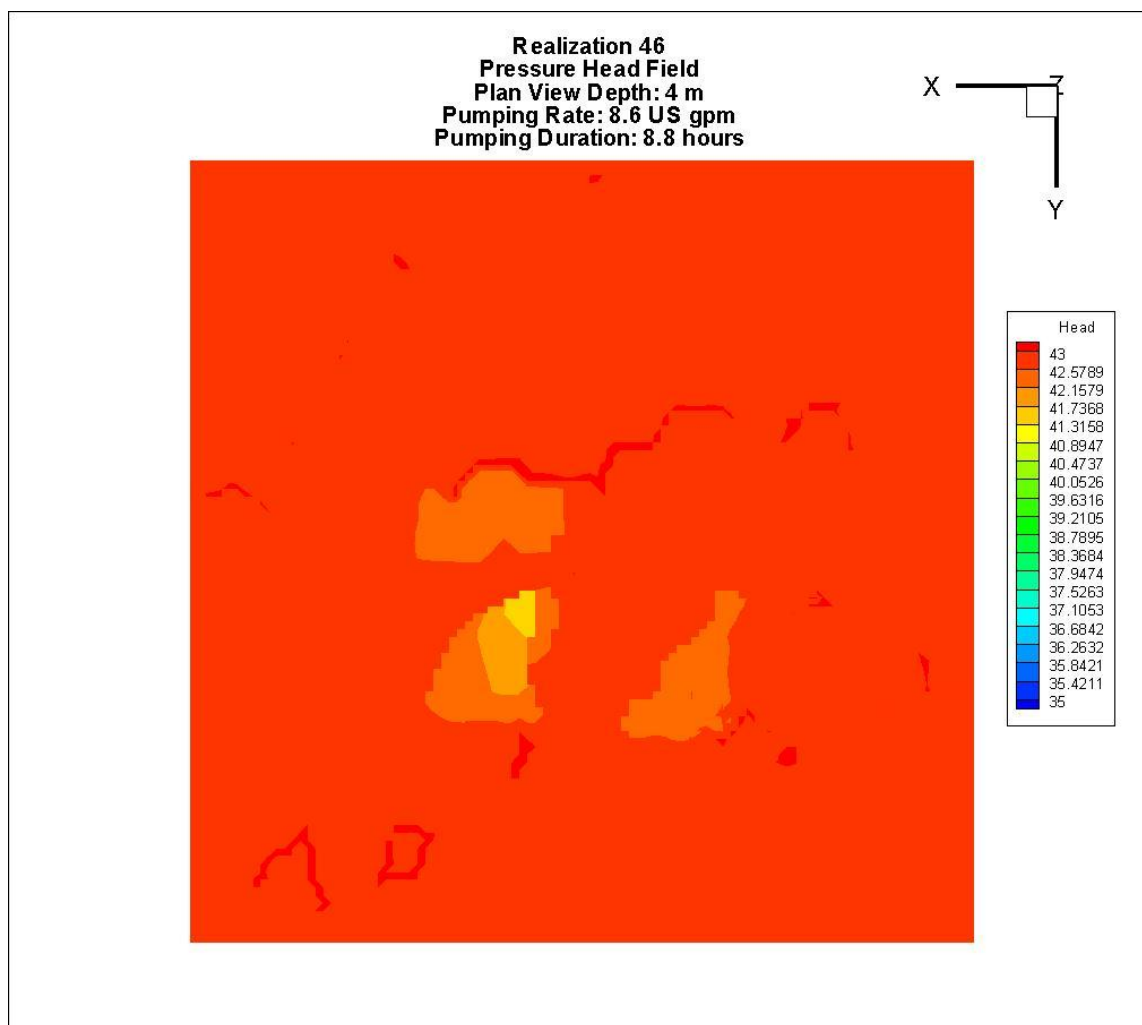 Realization 46
Pressure Head Field
Plan View Depth: 4 m
Pumping Rate: 8.6 US gpm
Pumping Duration: 8.8 hours
X
Z
Y
Head
43
42.5789
42.1579
41.7368
41.3158
40.8947
40.4737
40.0526
39.6316
39.2105
38.7895
38.3684
37.9474
37.5263
37.1053
36.6842
36.2632
35.8421
35.4211
35